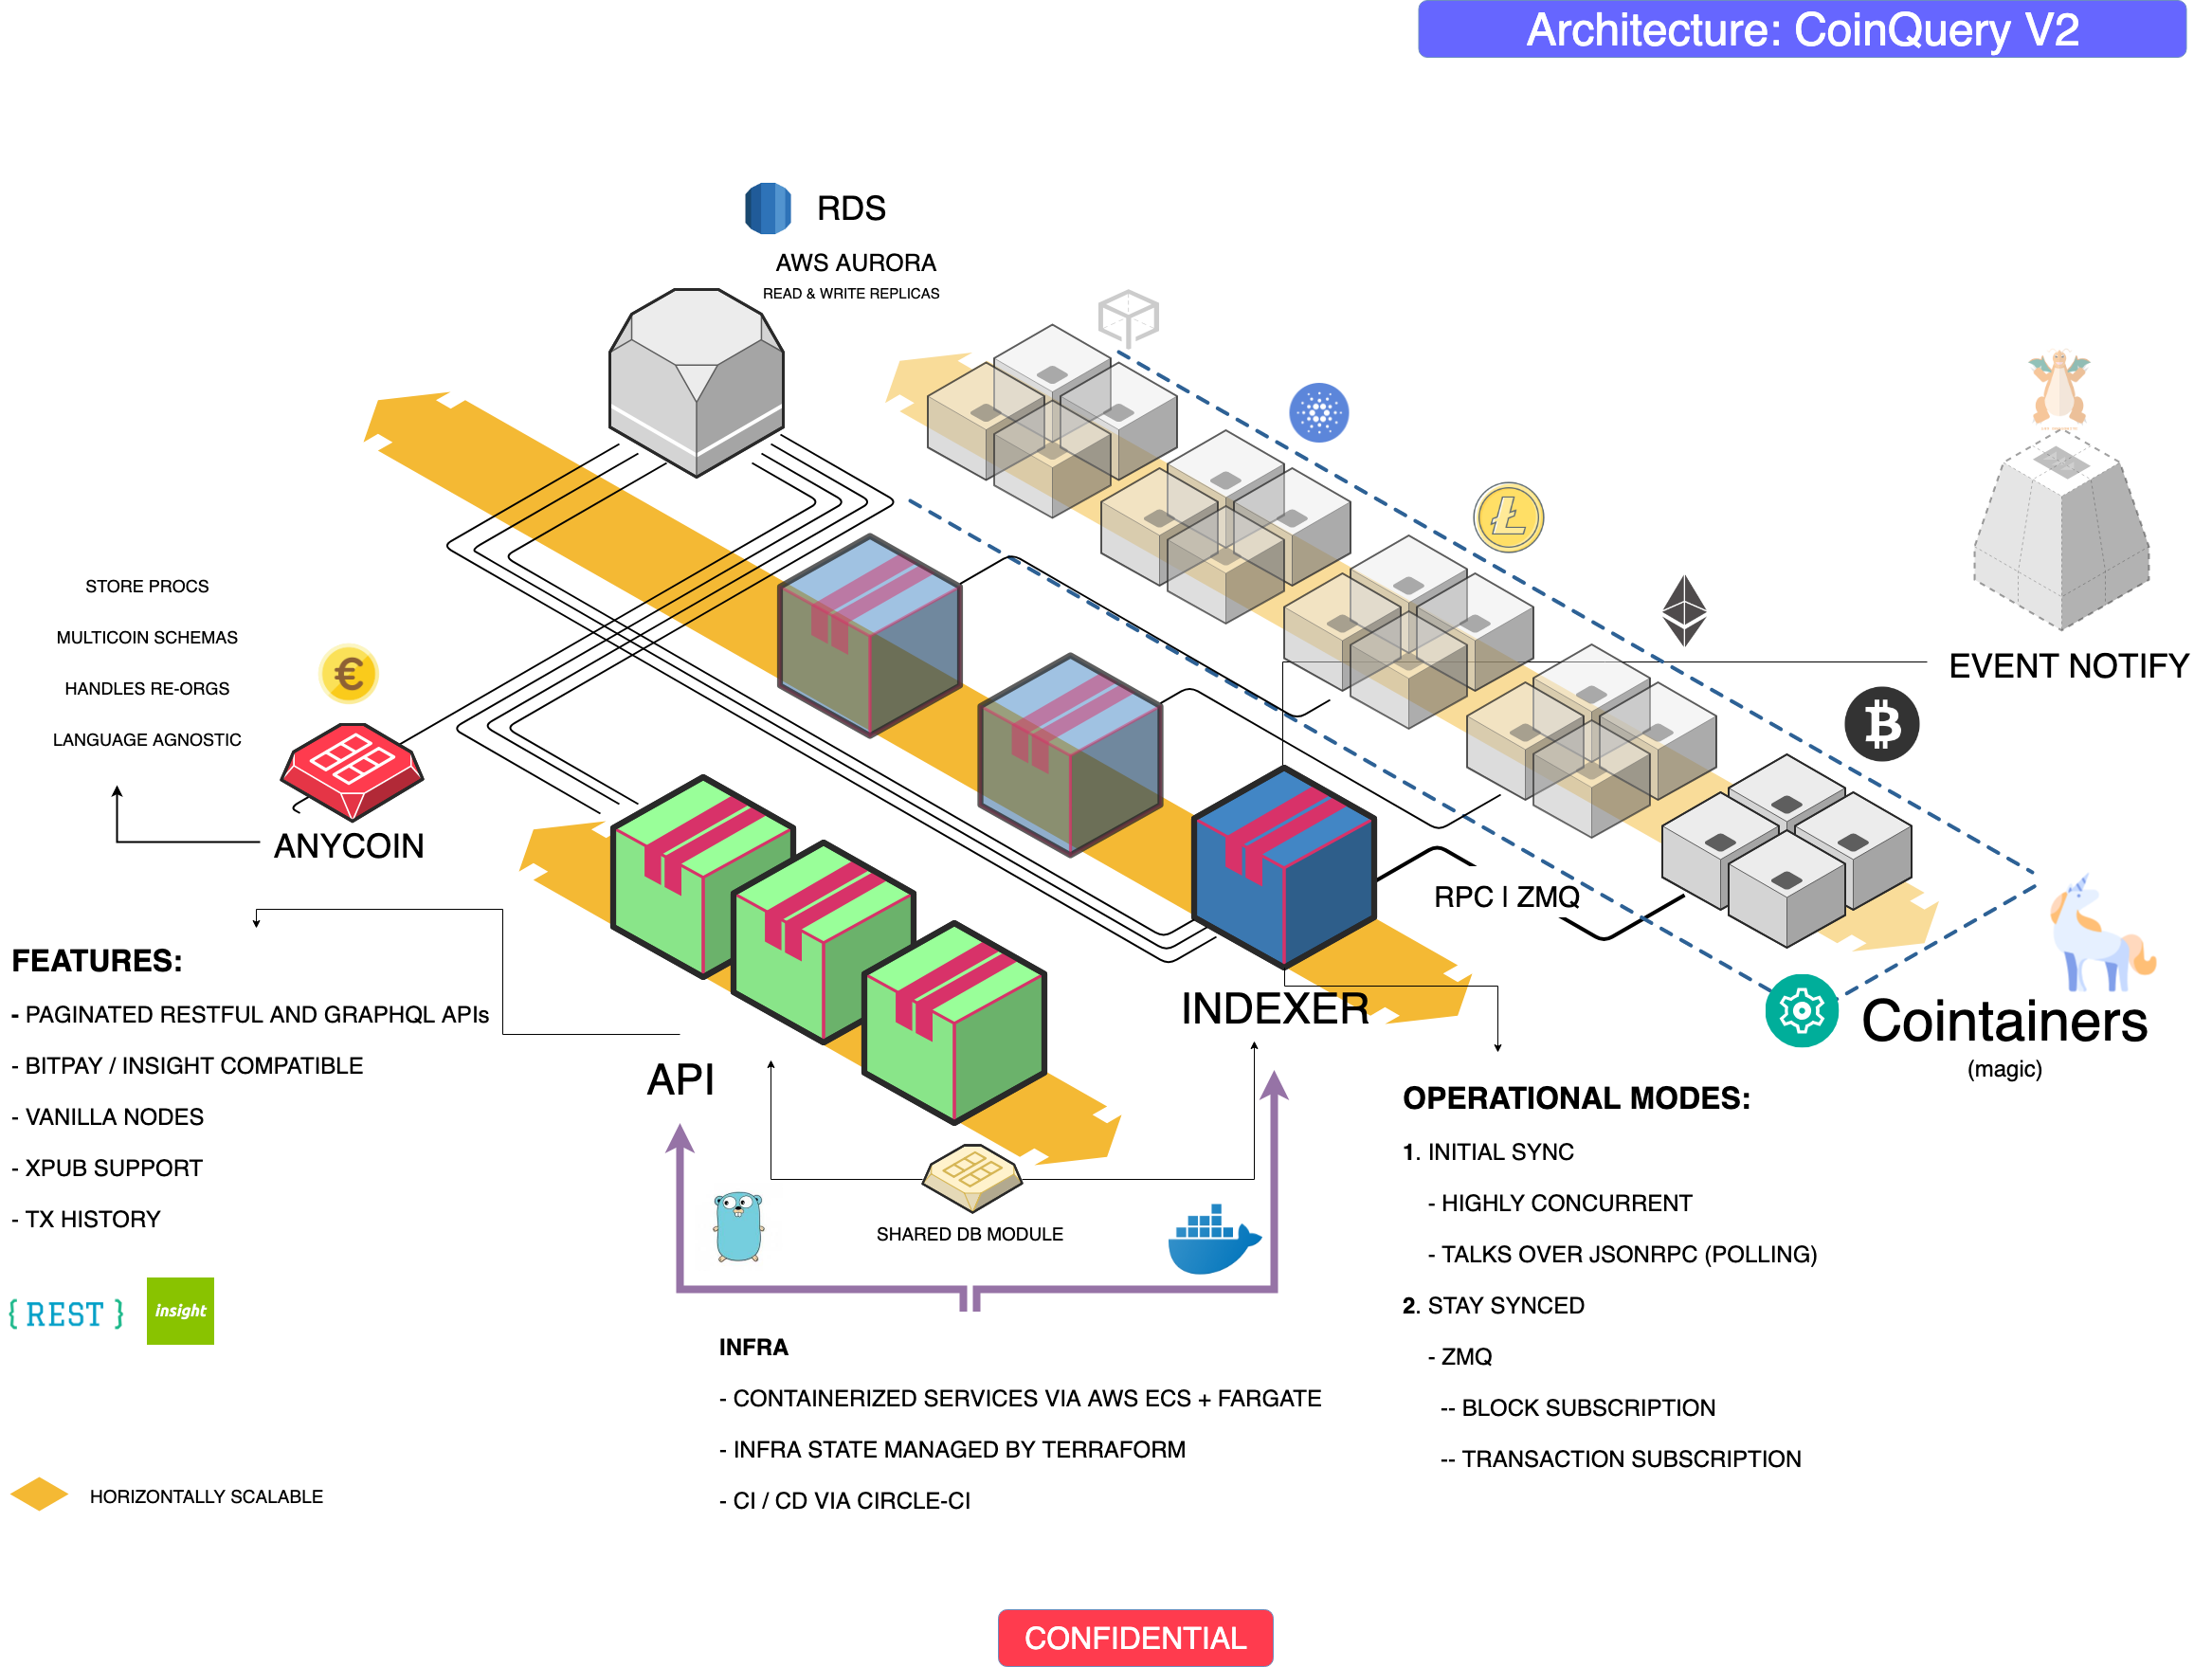 Architecture: CoinQuery V2
RDS
AWS AURORA
READ & WRITE REPLICAS
STORE PROCS
MULTICOIN SCHEMAS
HANDLES RE-ORGS
LANGUAGE AGNOSTIC
€
ANYCOIN
EVENT NOTIFY
RPC | ZMQ
INDEXER
Cointainers
(magic)
API
FEATURES:
- PAGINATED RESTFUL AND GRAPHQL APIs
- BITPAY / INSIGHT COMPATIBLE
- VANILLA NODES
- XPUB SUPPORT
- TX HISTORY
{ REST }
insight
HORIZONTALLY SCALABLE
SHARED DB MODULE
INFRA
- CONTAINERIZED SERVICES VIA AWS ECS + FARGATE
- INFRA STATE MANAGED BY TERRAFORM
- CI / CD VIA CIRCLE-CI
OPERATIONAL MODES:
1. INITIAL SYNC
- HIGHLY CONCURRENT
- TALKS OVER JSONRPC (POLLING)
2. STAY SYNCED
- ZMQ
-- BLOCK SUBSCRIPTION
-- TRANSACTION SUBSCRIPTION
CONFIDENTIAL